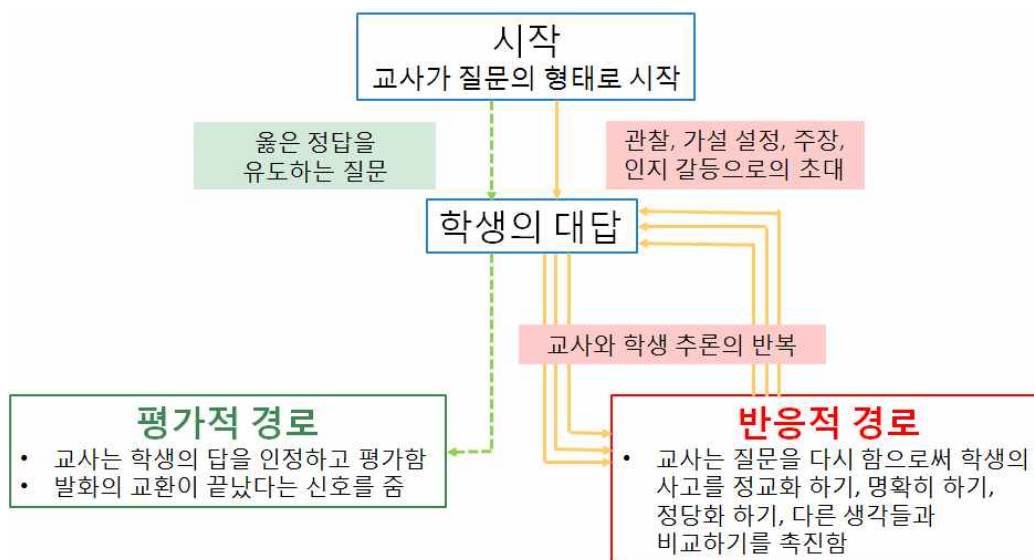 시작
교사가 질문의 형태로 시작
옳은 정답을
유도하는 질문
관찰, 가설 설정, 주장,
인지 갈등으로의 초대
학생의 대답
교사와 학생 추론의 반복
평가적 경로
• 교사는 학생의 답을 인정하고 평가함
• 발화의 교환이 끝났다는 신호를 줌
반응적 경로
• 교사는 질문을 다시 함으로써 학생의
사고를 정교화 하기, 명확히 하기,
정당화 하기, 다른 생각들과
비교하기를 촉진함